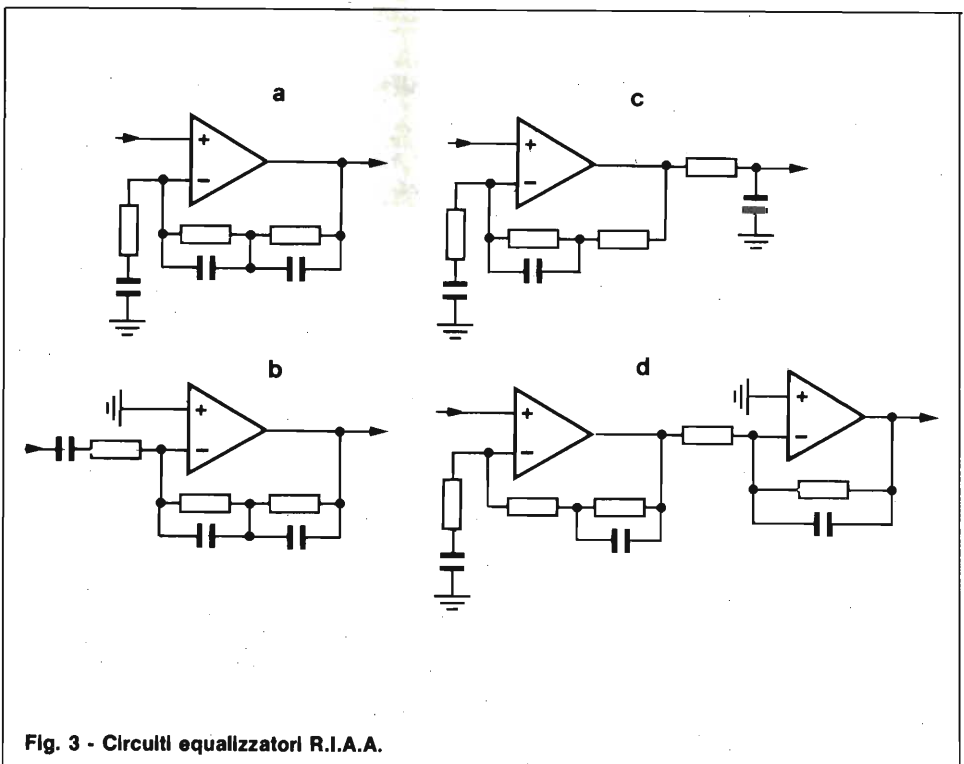 a
c
+
−
+
−
b
d
+
−
+
−
+
−
Fig. 3 - Circuiti equalizzatori R.I.A.A.